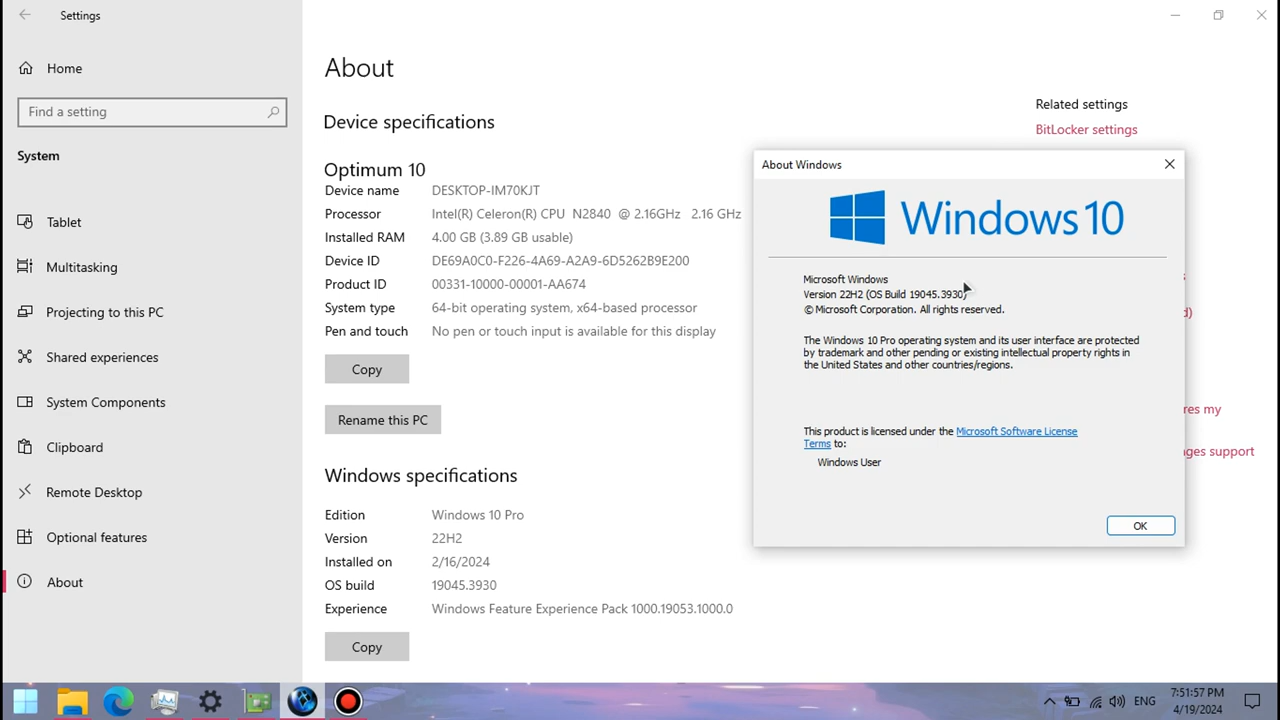 Settings
Home
Find a setting
System
Tablet
Multitasking
Projecting to this PC
Shared experiences
System Components
Clipboard
Remote Desktop
Optional features
About
About
Device specifications
Optimum 10
Device name DESKTOP-IM70KJT
Processor Intel(R) Celeron(R) CPU N2840 @ 2.16GHz 2.16 GHz
Installed RAM 4.00 GB (3.89 GB usable)
Device ID DE69A0C0-F226-4A69-A2A9-6D5262B9E200
Product ID 00331-10000-00001-AA674
System type 64-bit operating system, x64-based processor
Pen and touch No pen or touch input is available for this display
Copy
Rename this PC
Windows specifications
Edition Windows 10 Pro
Version 22H2
Installed on 2/16/2024
OS build 19045.3930
Experience Windows Feature Experience Pack 1000.19053.1000.0
Copy
Related settings
BitLocker settings
res my
ges support
About Windows
Windows 10
Microsoft Windows
Version 22H2 (OS Build 19045.3930)
© Microsoft Corporation. All rights reserved.
The Windows 10 Pro operating system and its user interface are protected
by trademark and other pending or existing intellectual property rights in
the United States and other countries/regions.
This product is licensed under the Microsoft Software License
Terms to:
Windows User
OK
ENG
7:51:57 PM
4/19/2024